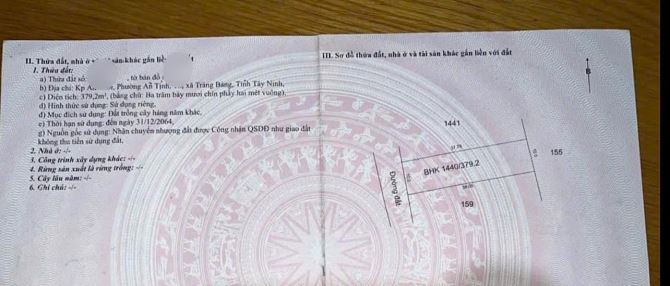 II. Thửa đất, nhà ở sản khác gắn liề
1. Thửa đất:
a) Thửa đất số: , tờ bản đồ
b) Địa chỉ: Kp A , Phường An Tịnh, xã Trảng Bàng, Tỉnh Tây Ninh,
c) Diện tích: 379,2m², (bằng chữ: Ba trăm bảy mươi chín phẩy hai mét vuông),
d) Hình thức sử dụng: Sử dụng riêng,
đ) Mục đích sử dụng: Đất trồng cây hàng năm khác,
e) Thời hạn sử dụng: đến ngày 31/12/2064,
g) Nguồn gốc sử dụng: Nhận chuyển nhượng đất được Công nhận QSDĐ như giao đất
không thu tiền sử dụng đất.
2. Nhà ở: -/-
3. Công trình xây dựng khác: -/-
4. Rừng sản xuất là rừng trồng: -/-
5. Cây lâu năm: -/-
6. Ghi chú: -/-
III. Sơ đồ thửa đất, nhà ở và tài sản khác gắn liền với đất
B
1441
155
BHK 1440/379.2
Đường đất
159